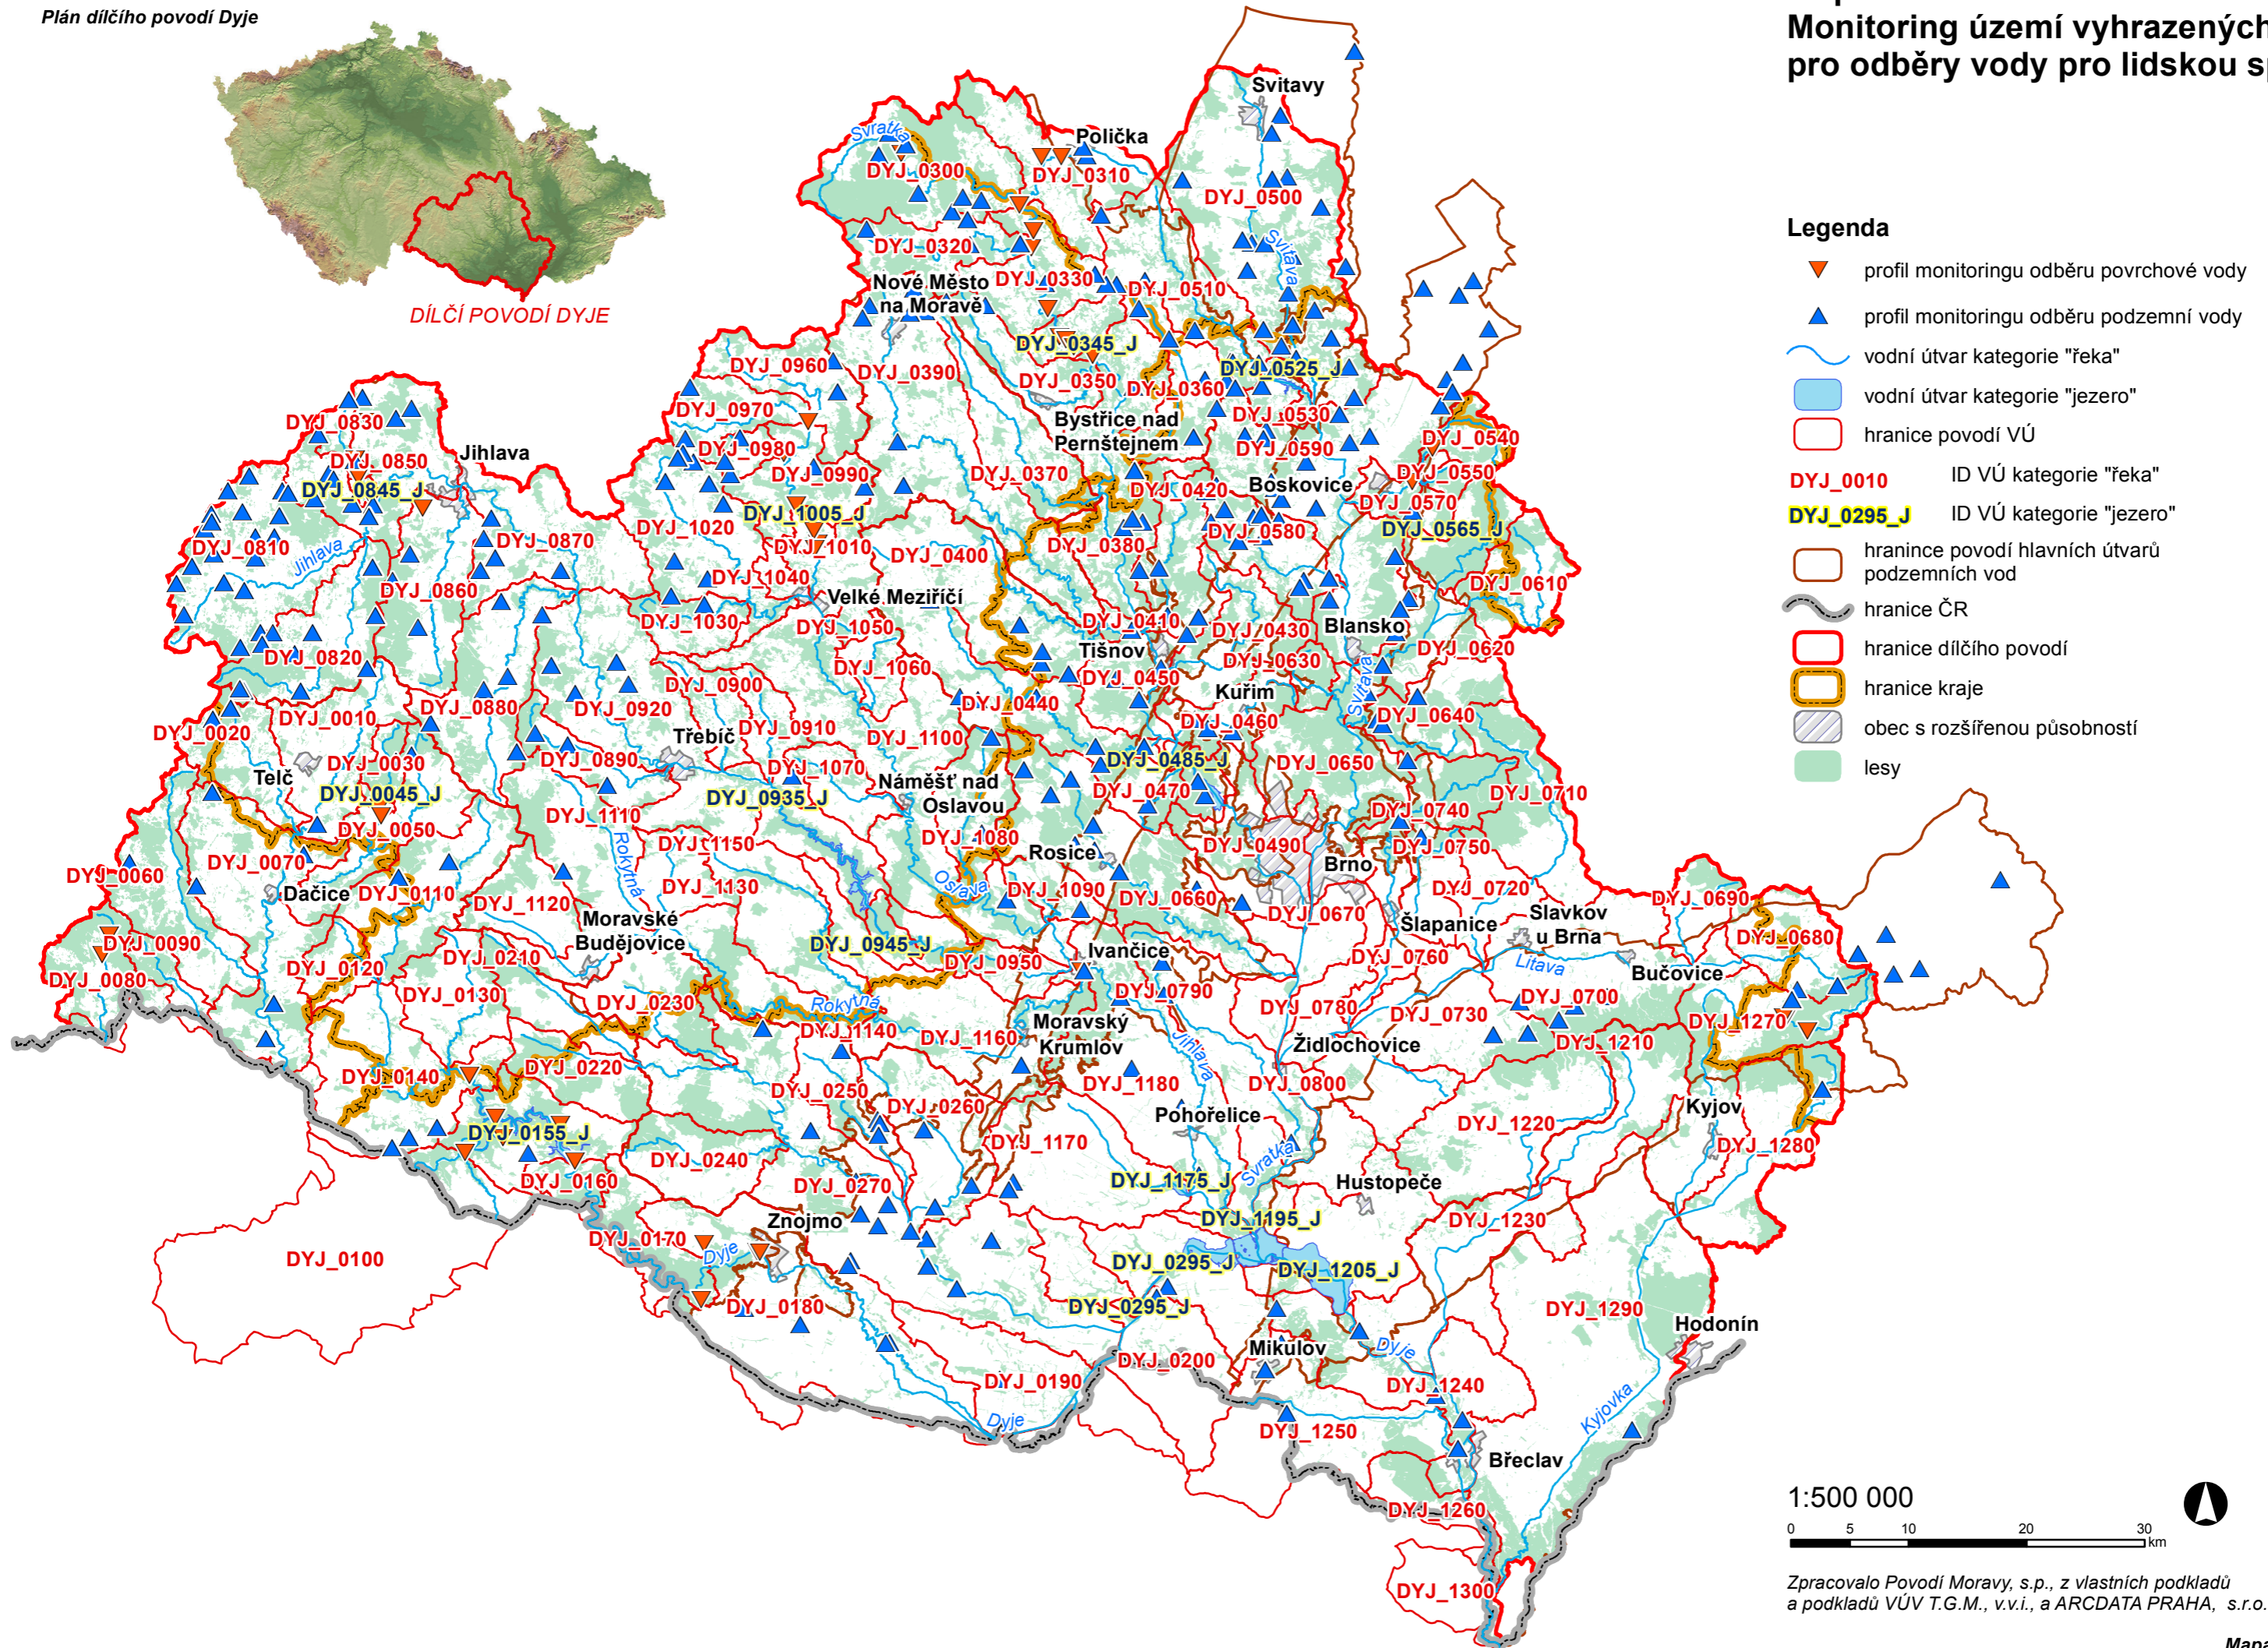 Plán dílčího povodí Dyje
DÍLČÍ POVODÍ DYJE
Monitoring území vyhrazených
pro odběry vody pro lidskou
Legenda
profil monitoringu odběru povrchové vody
profil monitoringu odběru podzemní vody
vodní útvar kategorie "řeka"
vodní útvar kategorie "jezero"
hranice povodí VÚ
DYJ_0010 ID VÚ kategorie "řeka"
DYJ_0295_J ID VÚ kategorie "jezero"
hranince povodí hlavních útvarů
podzemních vod
hranice ČR
hranice dílčího povodí
hranice kraje
obec s rozšířenou působností
lesy
Svitavy
Svratka
Polička
DYJ_0300
DYJ_0310
DYJ_0500
DYJ_0320
Svitava
DYJ_0330
Nové Město
na Moravě
DYJ_0510
DYJ_0345_J
DYJ_0960
DYJ_0390
DYJ_0350
DYJ_0360
DYJ_0525_J
DYJ_0970
DYJ_0530
DYJ_0830
Bystřice nad
Pernštejnem
DYJ_0540
DYJ_0980
DYJ_0590
Jihlava
DYJ_0850
DYJ_0990
DYJ_0370
DYJ_0550
DYJ_0845_J
DYJ_0420
Boskovice
DYJ_0570
DYJ_1005_J
DYJ_1020
DYJ_0565_J
DYJ_0580
DYJ_0870
DYJ_0810
DYJ_1010
DYJ_0380
DYJ_0400
Jihlava
DYJ_1040
DYJ_0610
DYJ_0860
Velké Meziříčí
DYJ_1030
DYJ_1050
DYJ_0410
DYJ_0430
Blansko
Tišnov
DYJ_0620
DYJ_0820
DYJ_1060
DYJ_0630
DYJ_0900
DYJ_0450
Kuřim
Svitava
DYJ_0440
DYJ_0010
DYJ_0880
DYJ_0920
DYJ_0640
DYJ_0460
DYJ_0020
DYJ_0910
Třebíč
DYJ_1100
DYJ_0890
DYJ_0485_J
DYJ_0650
DYJ_0030
Telč
DYJ_1070
Náměšť nad
Oslavou
DYJ_0045_J
DYJ_0935_J
DYJ_0470
DYJ_0710
DYJ_1110
DYJ_0740
DYJ_0050
DYJ_1080
DYJ_1150
DYJ_0490
DYJ_0750
Rosice
Brno
DYJ_0070
Rokytná
DYJ_0060
Dačice
DYJ_0110
DYJ_1130
Oslava
DYJ_1090
DYJ_0720
DYJ_0660
DYJ_0690
DYJ_1120
Moravské
Budějovice
DYJ_0670
Šlapanice
Slavkov
u Brna
DYJ_0680
DYJ_0090
DYJ_0945_J
Ivančice
DYJ_0210
DYJ_0950
DYJ_0760
Litava
DYJ_0120
Bučovice
DYJ_0080
DYJ_0130
DYJ_0230
Rokytná
DYJ_0790
DYJ_0700
DYJ_0780
DYJ_0730
DYJ_1270
Moravský
Krumlov
DYJ_1140
DYJ_1160
Židlochovice
DYJ_1210
Jihlava
DYJ_0220
DYJ_0140
DYJ_0250
DYJ_1180
DYJ_0800
DYJ_0260
Pohořelice
Kyjov
DYJ_0155_J
DYJ_1170
DYJ_1220
DYJ_1280
DYJ_0240
Svratka
DYJ_0160
DYJ_1175_J
Hustopeče
DYJ_0270
Znojmo
DYJ_1195_J
DYJ_1230
DYJ_0170
Dyje
DYJ_0100
DYJ_0295_J
DYJ_1205_J
DYJ_0180
DYJ_0295_J
DYJ_1290
Hodonín
Mikulov
Dyje
DYJ_0200
DYJ_0190
DYJ_1240
Kyjovka
Dyje
DYJ_1250
Břeclav
DYJ_1260
DYJ_1300
1:500 000
0 5 10 20 30
km
Zpracovalo Povodí Moravy, s.p., z vlastních podkladů
a podkladů VÚV T.G.M., v.v.i., a ARCDATA PRAHA, s.r.o.